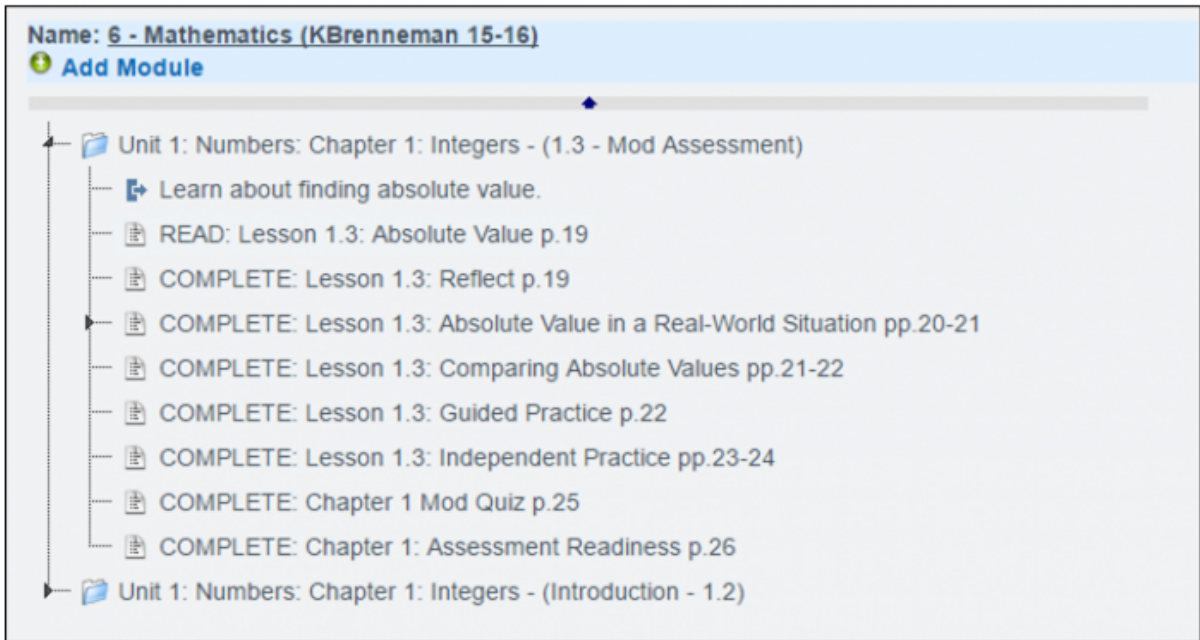 Name: 6 - Mathematics (KBrenneman 15-16)
Add Module
Unit 1: Numbers: Chapter 1: Integers - (1.3 - Mod Assessment)
Learn about finding absolute value.
READ: Lesson 1.3: Absolute Value p.19
COMPLETE: Lesson 1.3: Reflect p.19
COMPLETE: Lesson 1.3: Absolute Value in a Real-World Situation pp.20-21
COMPLETE: Lesson 1.3: Comparing Absolute Values pp.21-22
COMPLETE: Lesson 1.3: Guided Practice p.22
COMPLETE: Lesson 1.3: Independent Practice pp.23-24
COMPLETE: Chapter 1 Mod Quiz p.25
COMPLETE: Chapter 1: Assessment Readiness p.26
Unit 1: Numbers: Chapter 1: Integers - (Introduction - 1.2)